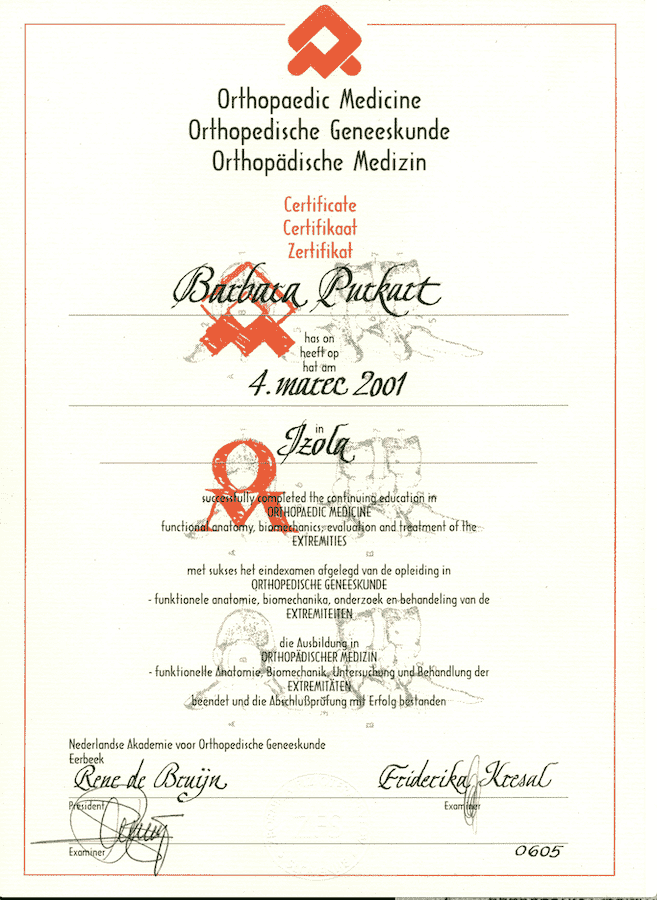 Orthopaedic Medicine
Orthopedische Geneeskunde
Orthopädische Medizin
Certificate
Certifikaat
Zertifikat
Barbara Purkart
has on
heeft op
hat am
4. marec 2001
in
Izola
successfully completed the continuing education in
ORTHOPAEDIC MEDICINE
functional anatomy, biomechanics, evaluation and treatment of the
EXTREMITIES
met sukses het eindexamen afgelegd van de opleiding in
ORTHOPEDISCHE GENEESKUNDE
- funktionele anatomie, biomechanika, onderzoek en behandeling van de
EXTREMITEITEN
die Ausbildung in
ORTHOPÄDISCHER MEDIZIN
- funktionelle Anatomie, Biomechanik, Untersuchung und Behandlung der
EXTREMITÄTEN
beendet und die Abschlußprüfung mit Erfolg bestanden
Nederlandse Akademie voor Orthopedische Geneeskunde
Eerbeek
Rene de Bruijn Friderika Kresal
President Examiner
Examiner 0605